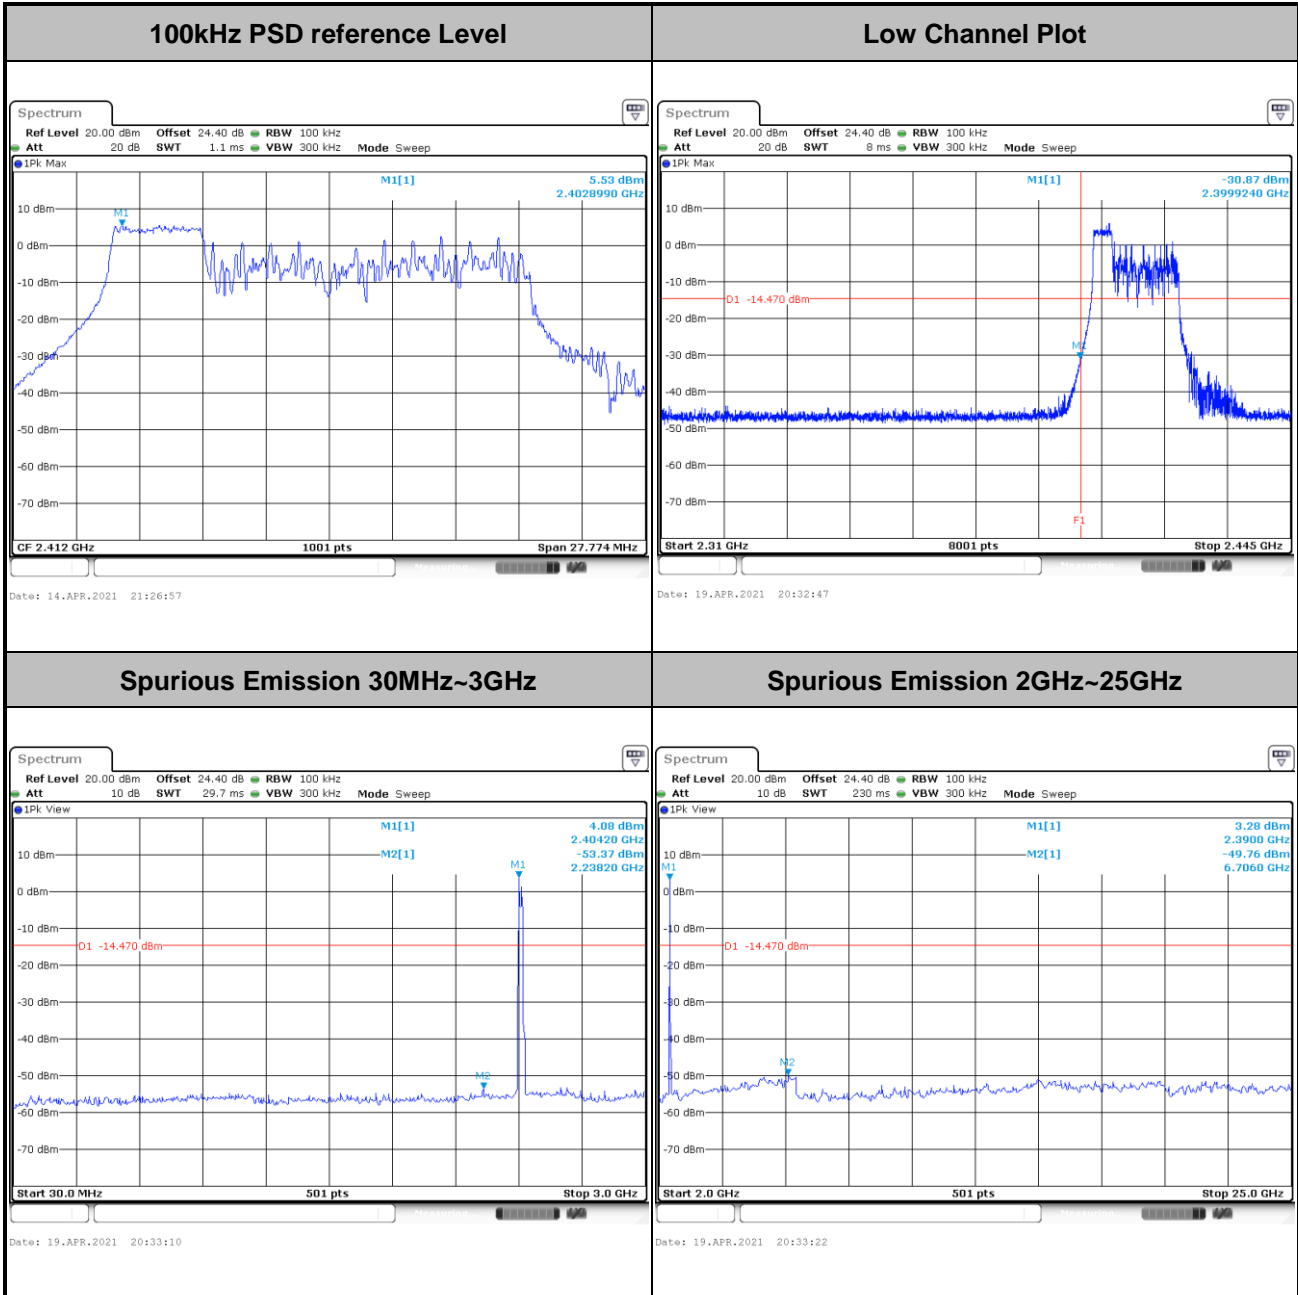 100kHz PSD reference Level
Low Channel Plot
Spectrum
Ref Level 20.00 dBm Offset 24.40 dB RBW 100 kHz
Att 20 dB SWT 1.1 ms VBW 300 kHz Mode Sweep
1Pk Max
M1[1] 5.53 dBm
2.4028990 GHz
M1
10 dBm
0 dBm
-10 dBm
-20 dBm
-30 dBm
-40 dBm
-50 dBm
-60 dBm
-70 dBm
CF 2.412 GHz 1001 pts Span 27.774 MHz
Measuring...
Date: 14.APR.2021 21:26:57
Spectrum
Ref Level 20.00 dBm Offset 24.40 dB RBW 100 kHz
Att 20 dB SWT 8 ms VBW 300 kHz Mode Sweep
1Pk Max
M1[1] -30.87 dBm
2.3999240 GHz
10 dBm
0 dBm
-10 dBm
D1 -14.470 dBm
-20 dBm
-30 dBm
-40 dBm
-50 dBm
-60 dBm
-70 dBm
F1
Start 2.31 GHz 8001 pts Stop 2.445 GHz
Measuring...
Date: 19.APR.2021 20:32:47
Spurious Emission 30MHz~3GHz
Spurious Emission 2GHz~25GHz
Spectrum
Ref Level 20.00 dBm Offset 24.40 dB RBW 100 kHz
Att 10 dB SWT 29.7 ms VBW 300 kHz Mode Sweep
1Pk View
M1[1] 4.08 dBm
2.40420 GHz
M2[1] -53.37 dBm
2.23820 GHz
M1
10 dBm
0 dBm
-10 dBm
D1 -14.470 dBm
-20 dBm
-30 dBm
-40 dBm
-50 dBm
M2
-60 dBm
-70 dBm
Start 30.0 MHz 501 pts Stop 3.0 GHz
Measuring...
Date: 19.APR.2021 20:33:10
Spectrum
Ref Level 20.00 dBm Offset 24.40 dB RBW 100 kHz
Att 10 dB SWT 230 ms VBW 300 kHz Mode Sweep
1Pk View
M1[1] 3.28 dBm
2.3900 GHz
M2[1] -49.76 dBm
6.7060 GHz
10 dBm
M1
0 dBm
-10 dBm
D1 -14.470 dBm
-20 dBm
-30 dBm
-40 dBm
M2
-50 dBm
-60 dBm
-70 dBm
Start 2.0 GHz 501 pts Stop 25.0 GHz
Measuring...
Date: 19.APR.2021 20:33:22